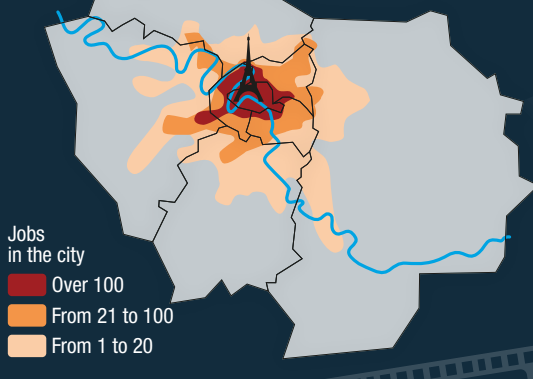 Jobs
in the city
Over 100
From 21 to 100
From 1 to 20